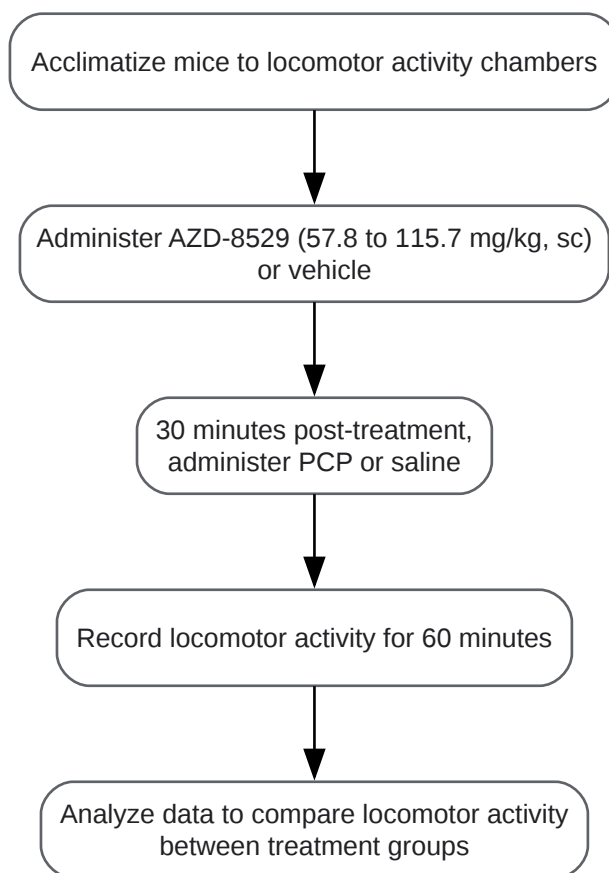 Acclimatize mice to locomotor activity chambers
Administer AZD-8529 (57.8 to 115.7 mg/kg, sc)
or vehicle
30 minutes post-treatment,
administer PCP or saline
Record locomotor activity for 60 minutes
Analyze data to compare locomotor activity
between treatment groups